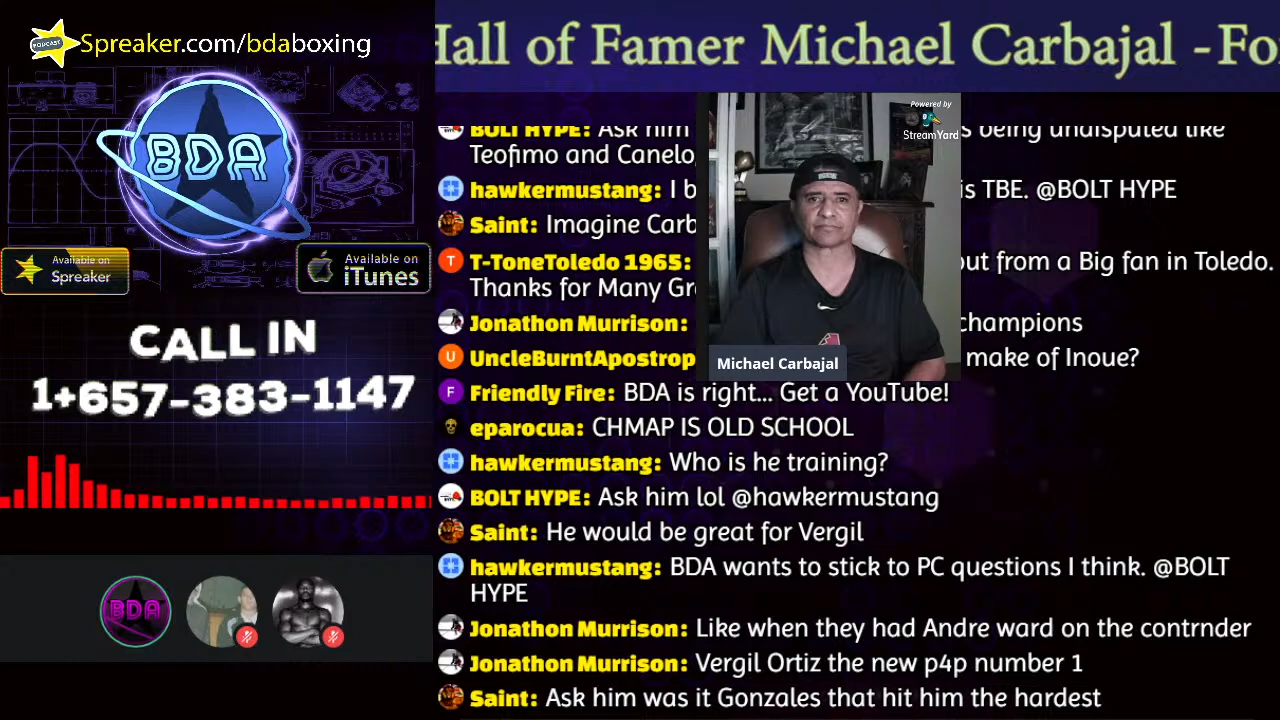 Spreaker.com/bdaboxing
PODCAST
BDA
Available on
Spreaker
Available on
iTunes
CALL IN
1+657-383-1147
BDA
Hall of Famer Michael Carbajal - Fo
Powered by
StreamYard
Michael Carbajal
BOLT HYPE: Ask him s being undisputed like
Teofimo and Canelo
hawkermustang: I b is TBE. @BOLT HYPE
Saint: Imagine Carb
T-ToneToledo 1965: out from a Big fan in Toledo.
Thanks for Many Gr
Jonathon Murrison: champions
UncleBurntApostrop make of Inoue?
Friendly Fire: BDA is right... Get a YouTube!
eparocua: CHMAP IS OLD SCHOOL
hawkermustang: Who is he training?
BOLT HYPE: Ask him lol @hawkermustang
Saint: He would be great for Vergil
hawkermustang: BDA wants to stick to PC questions I think. @BOLT
HYPE
Jonathon Murrison: Like when they had Andre ward on the contrnder
Jonathon Murrison: Vergil Ortiz the new p4p number 1
Saint: Ask him was it Gonzales that hit him the hardest